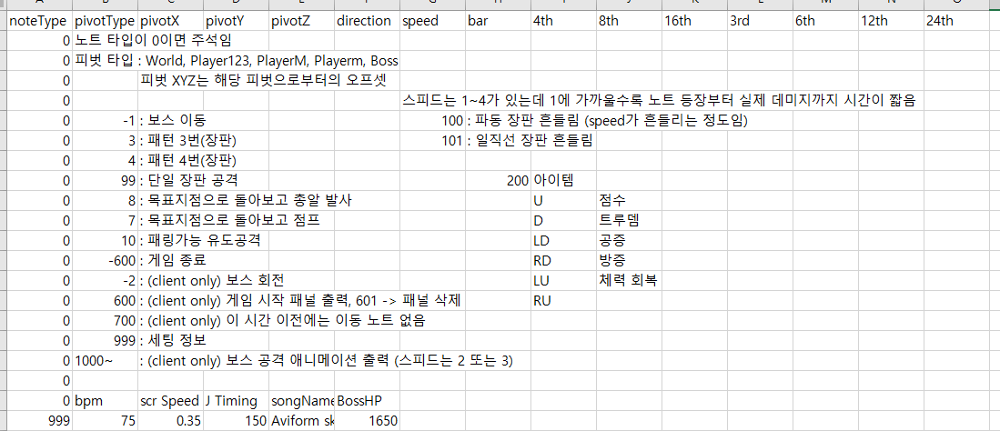 noteType pivotType pivotX pivotY pivotZ direction speed bar 4th 8th 16th 3rd 6th 12th 24th
0 노트 타입이 0이면 주석임
0 피벗 타입 : World, Player123, PlayerM, Playerm, Boss
0 피벗 XYZ는 해당 피벗으로부터의 오프셋
0 스피드는 1~4가 있는데 1에 가까울수록 노트 등장부터 실제 데미지까지 시간이 짧음
0 -1 : 보스 이동 100 : 파동 장판 흔들림 (speed가 흔들리는 정도임)
0 3 : 패턴 3번(장판) 101 : 일직선 장판 흔들림
0 4 : 패턴 4번(장판)
0 99 : 단일 장판 공격 200 아이템
0 8 : 목표지점으로 돌아보고 총알 발사 U 점수
0 7 : 목표지점으로 돌아보고 점프 D 트루뎀
0 10 : 패링가능 유도공격 LD 공증
0 -600 : 게임 종료 RD 방증
0 -2 : (client only) 보스 회전 LU 체력 회복
0 600 : (client only) 게임 시작 패널 출력, 601 -> 패널 삭제 RU
0 700 : (client only) 이 시간 이전에는 이동 노트 없음
0 999 : 세팅 정보
0 1000~ : (client only) 보스 공격 애니메이션 출력 (스피드는 2 또는 3)
0
0 bpm scr Speed J Timing songName BossHP
999 75 0.35 150 Aviform sk 1650